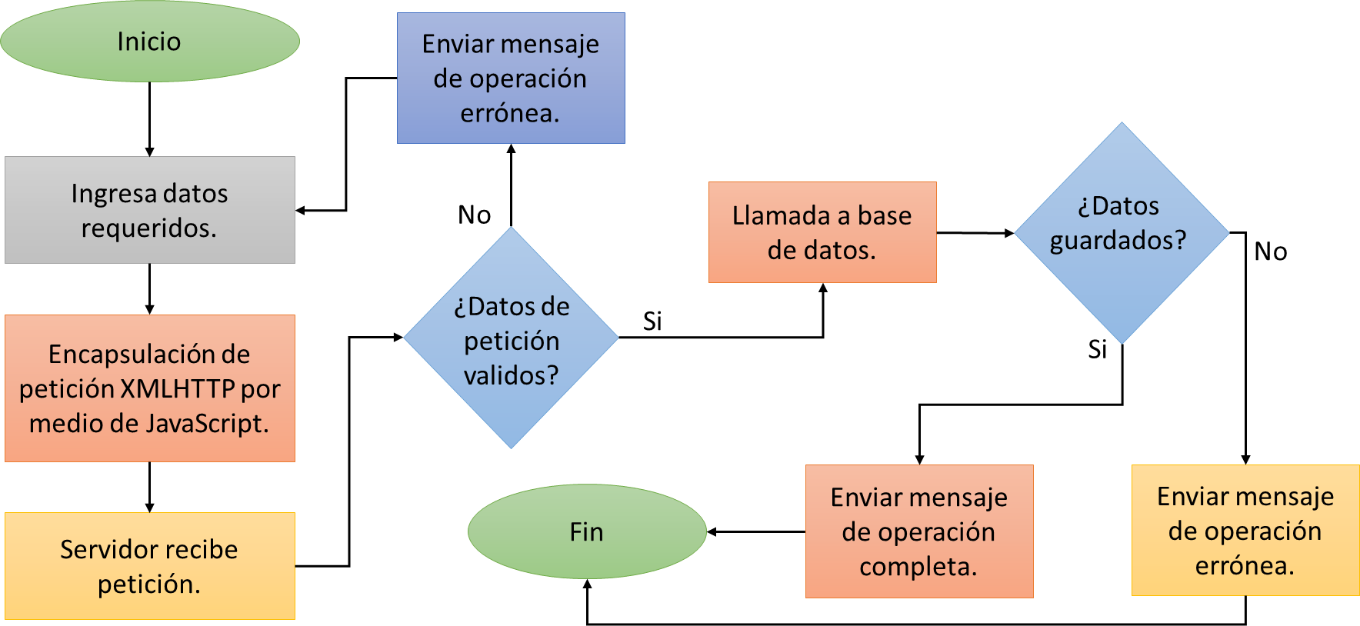 Inicio
Ingresa datos
requeridos.
Encapsulación de
petición XMLHTTP por
medio de JavaScript.
Servidor recibe
petición.
¿Datos de
petición
validos?
No
Enviar mensaje
de operación
errónea.
Si
Llamada a base
de datos.
¿Datos
guardados?
No
Si
Enviar mensaje
de operación
completa.
Enviar mensaje
de operación
errónea.
Fin